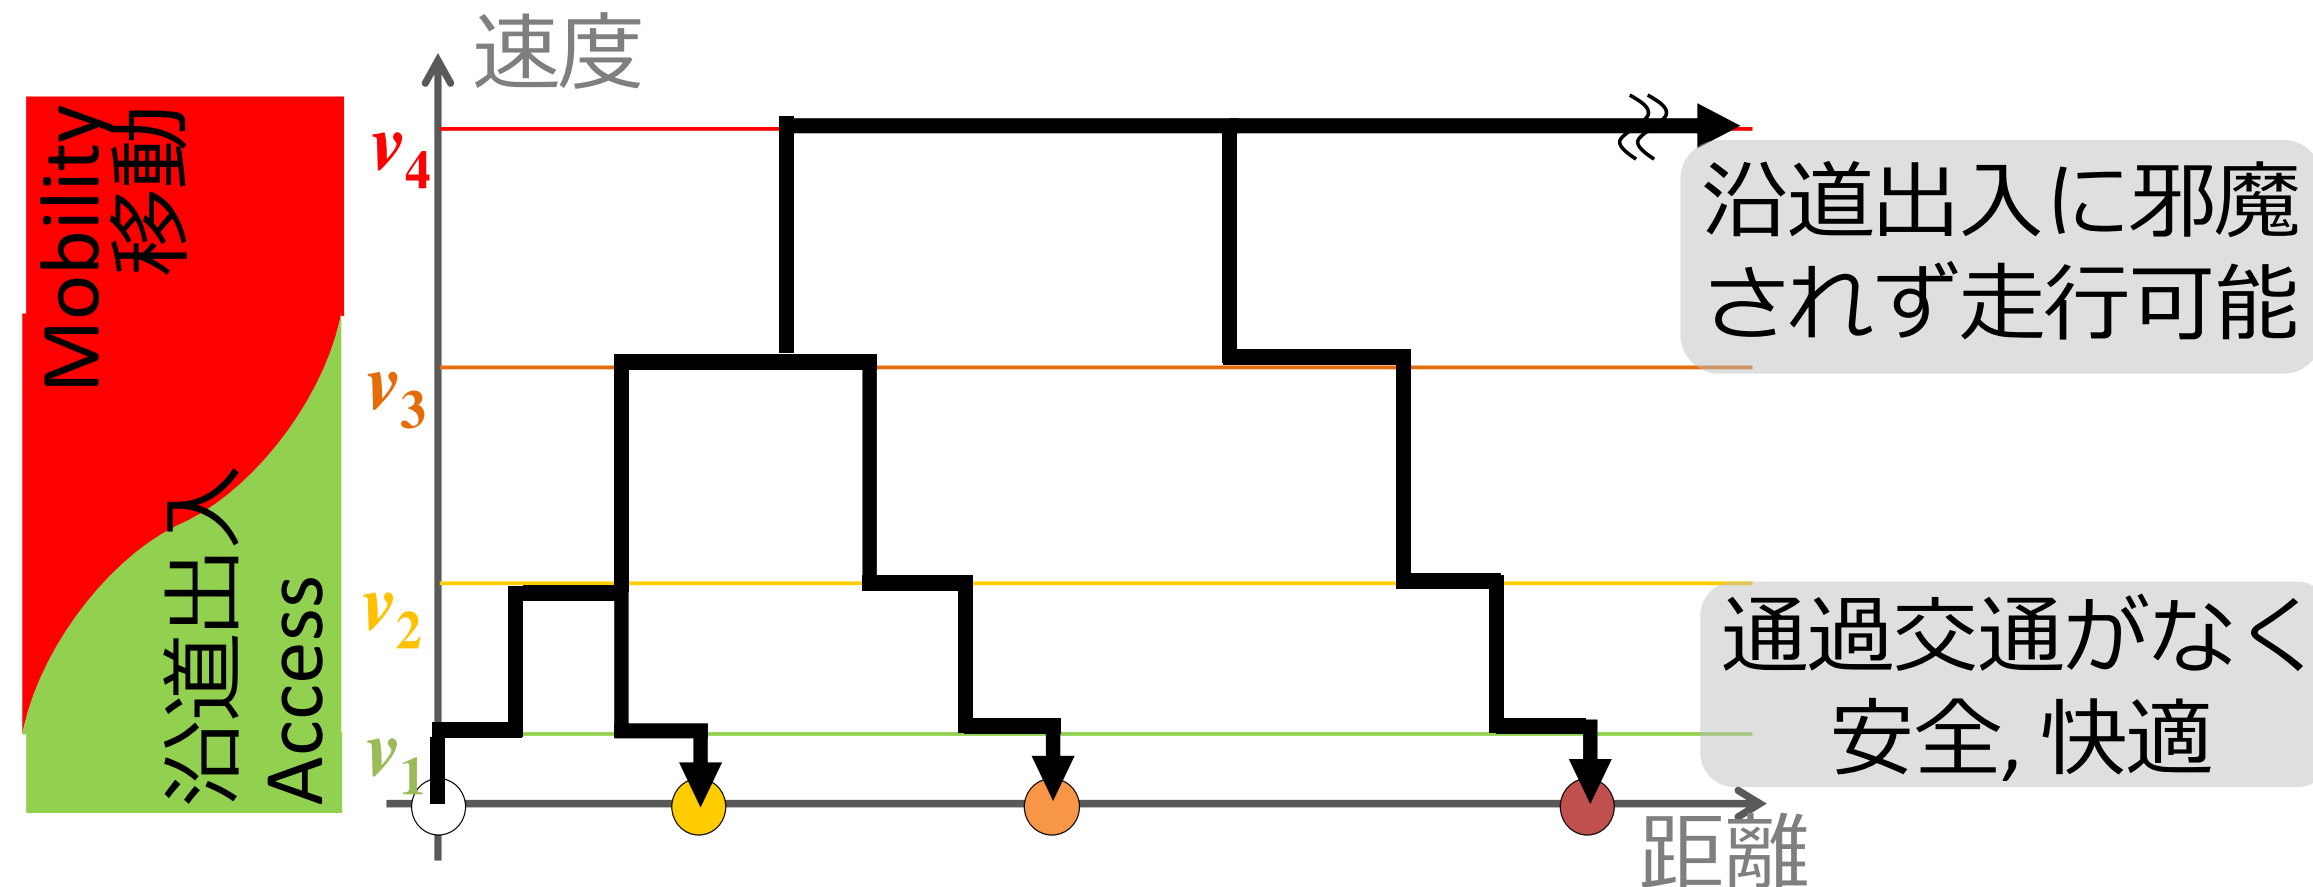 速度
Mobility
移動
沿道出入
Access
v4
v3
v2
v1
沿道出入に邪魔
されず走行可能
通過交通がなく
安全, 快適
距離